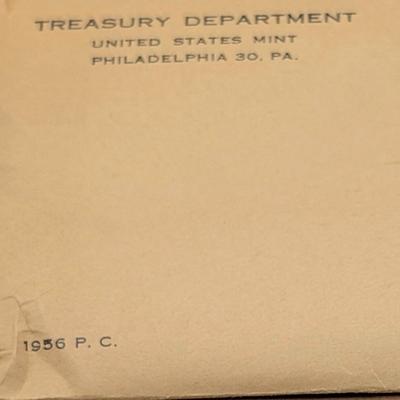 TREASURY DEPARTMENT
UNITED STATES MINT
PHILADELPHIA 30, PA.
1956 P. C.